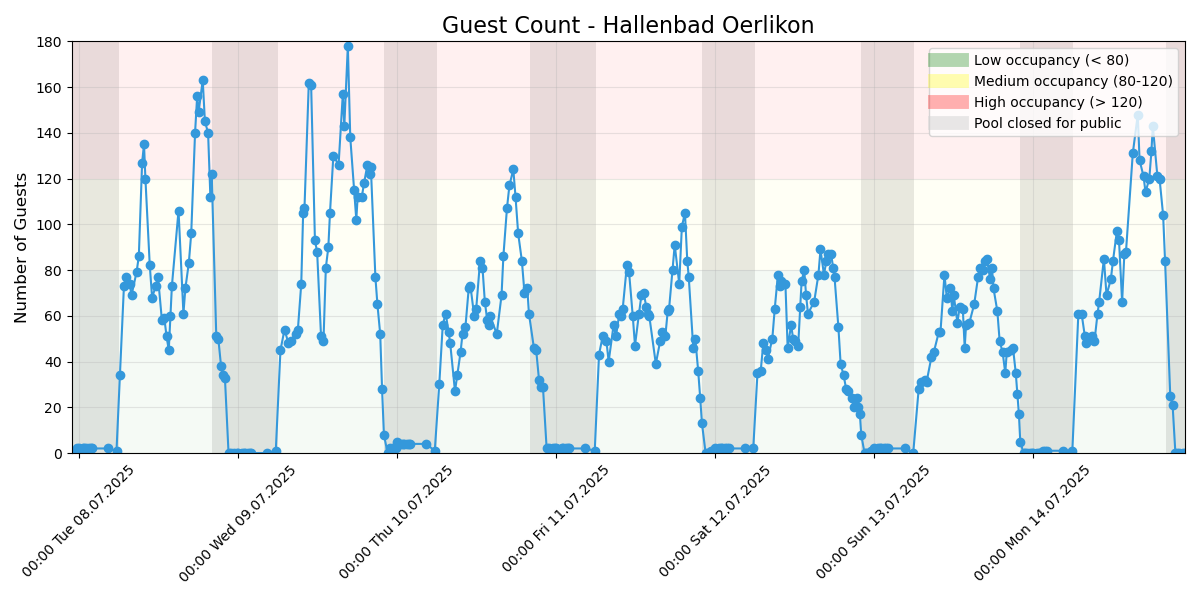 Guest Count - Hallenbad Oerlikon
Number of Guests
180
160
140
120
100
80
60
40
20
0
Low occupancy (< 80)
Medium occupancy (80-120)
High occupancy (> 120)
Pool closed for public
00:00 Tue 08.07.2025
00:00 Wed 09.07.2025
00:00 Thu 10.07.2025
00:00 Fri 11.07.2025
00:00 Sat 12.07.2025
00:00 Sun 13.07.2025
00:00 Mon 14.07.2025